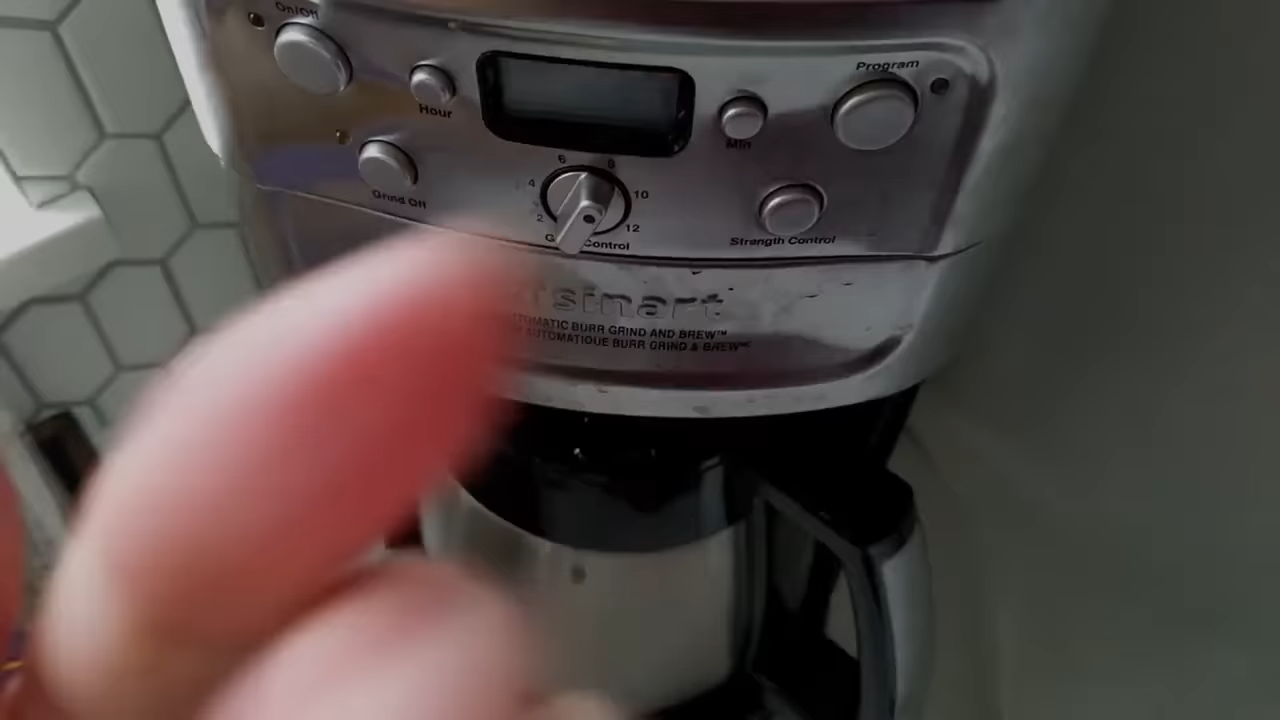 On/Off
Hour
Min
Program
Grind Off
2
4
6
8
10
12
Control
Strength Control
AUTOMATIC BURR GRIND AND BREW™
AUTOMATIQUE BURR GRIND & BREW™